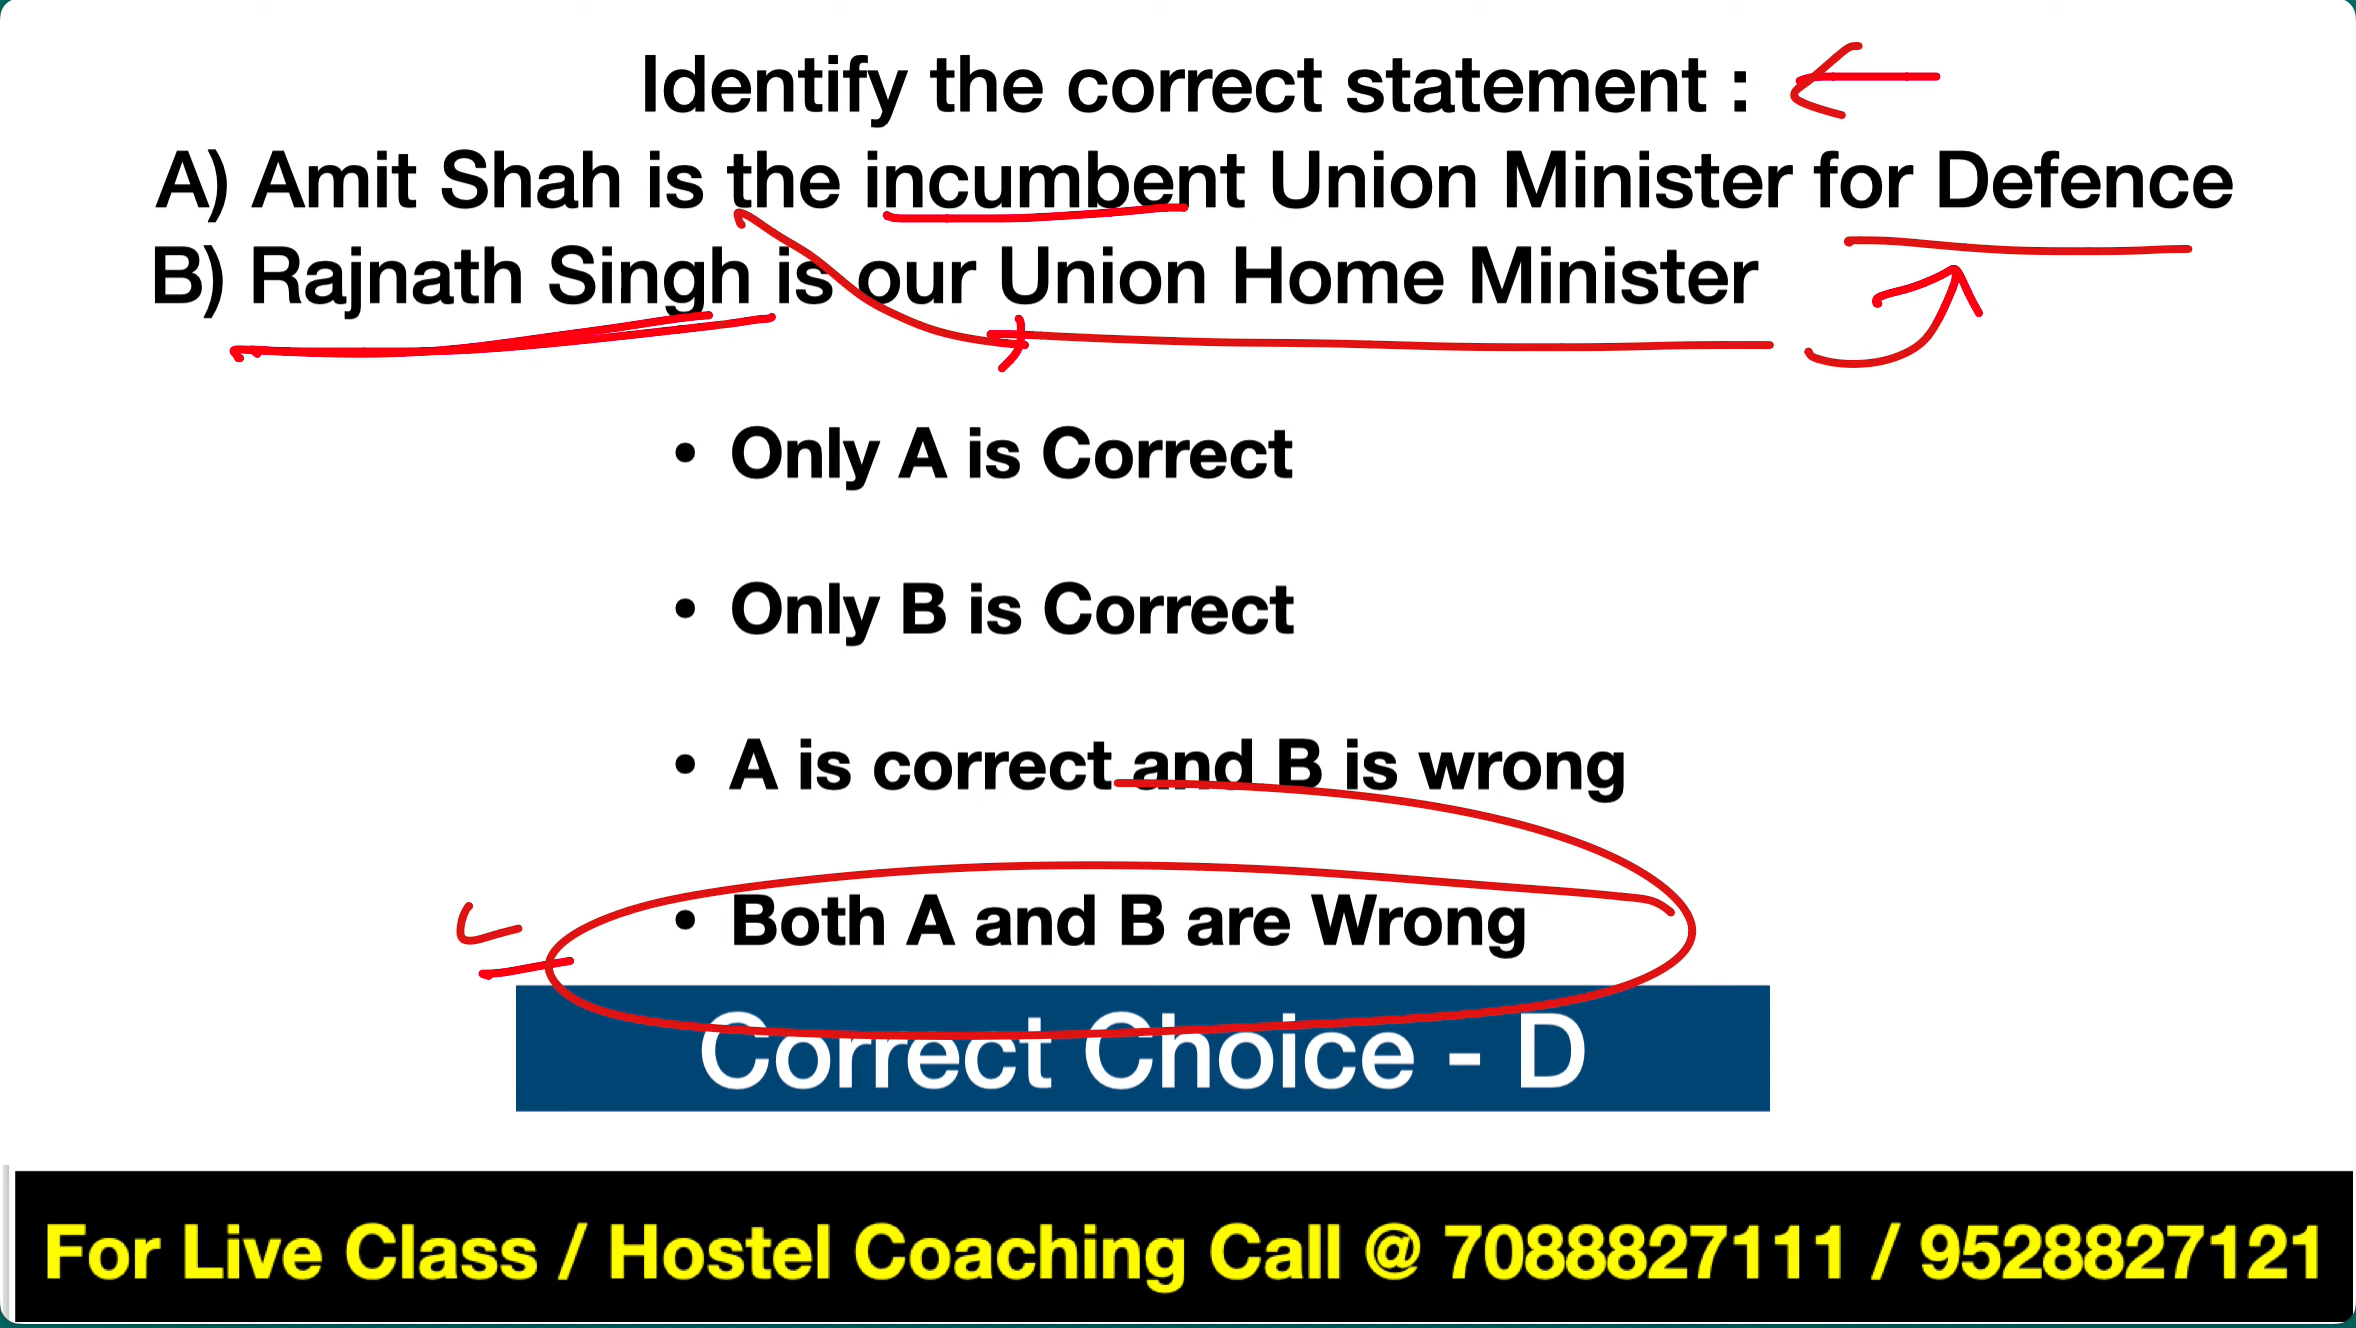 Identify the correct statement :
A) Amit Shah is the incumbent Union Minister for Defence
B) Rajnath Singh is our Union Home Minister
• Only A is Correct
• Only B is Correct
• A is correct and B is wrong
• Both A and B are Wrong
Correct Choice - D
For Live Class / Hostel Coaching Call @ 7088827111 / 9528827121